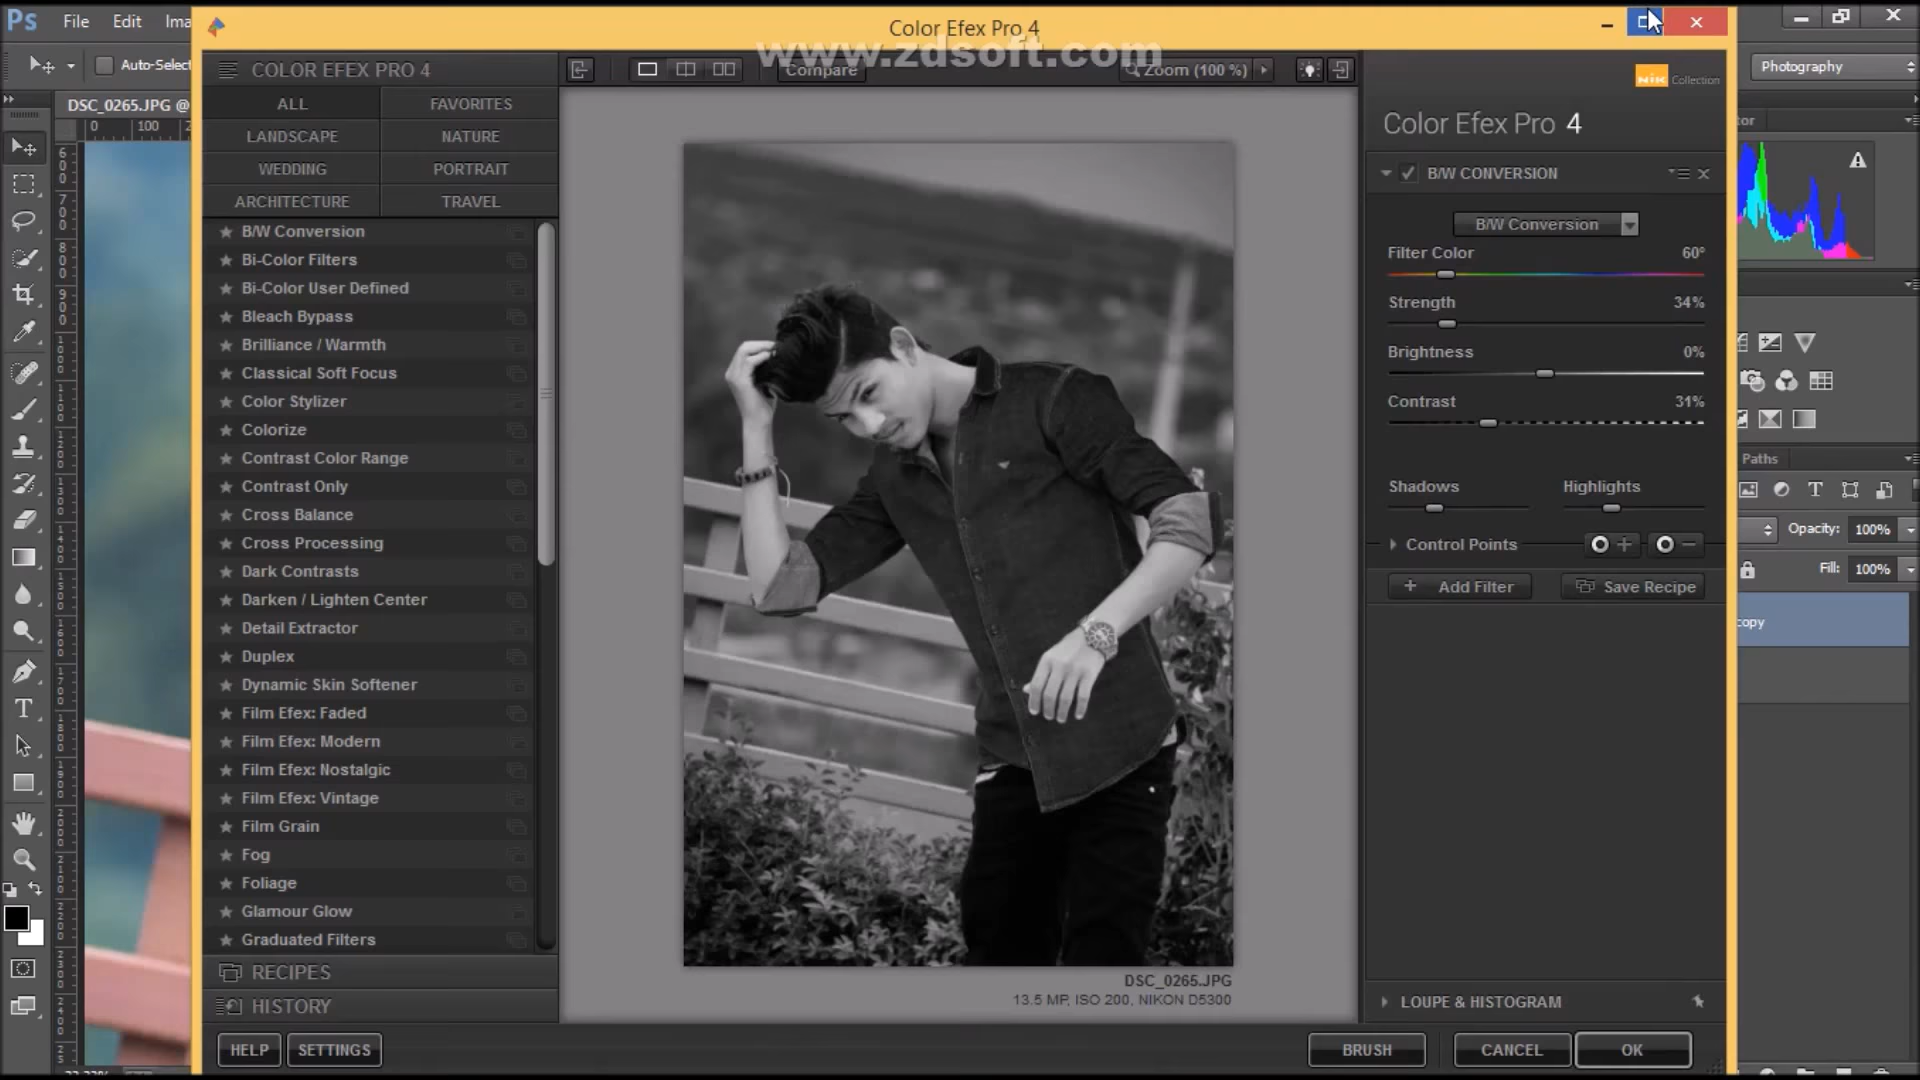 Ps File Edit Ima
Color Efex Pro 4
www.zdsoft.com
Auto-Select
Photography
COLOR EFEX PRO 4
Compare
Zoom (100 %)
Nik Collection
DSC_0265.JPG @
ALL FAVORITES
LANDSCAPE NATURE
WEDDING PORTRAIT
ARCHITECTURE TRAVEL
Color Efex Pro 4
B/W CONVERSION
B/W Conversion
Filter Color 60°
Strength 34%
Brightness 0%
Contrast 31%
Shadows Highlights
Control Points
+ Add Filter
Save Recipe
LOUPE & HISTOGRAM
B/W Conversion
Bi-Color Filters
Bi-Color User Defined
Bleach Bypass
Brilliance / Warmth
Classical Soft Focus
Color Stylizer
Colorize
Contrast Color Range
Contrast Only
Cross Balance
Cross Processing
Dark Contrasts
Darken / Lighten Center
Detail Extractor
Duplex
Dynamic Skin Softener
Film Efex: Faded
Film Efex: Modern
Film Efex: Nostalgic
Film Efex: Vintage
Film Grain
Fog
Foliage
Glamour Glow
Graduated Filters
RECIPES
HISTORY
HELP SETTINGS
DSC_0265.JPG
13.5 MP, ISO 200, NIKON D5300
BRUSH CANCEL OK
tor
Paths
Opacity: 100%
Fill: 100%
copy
0 100